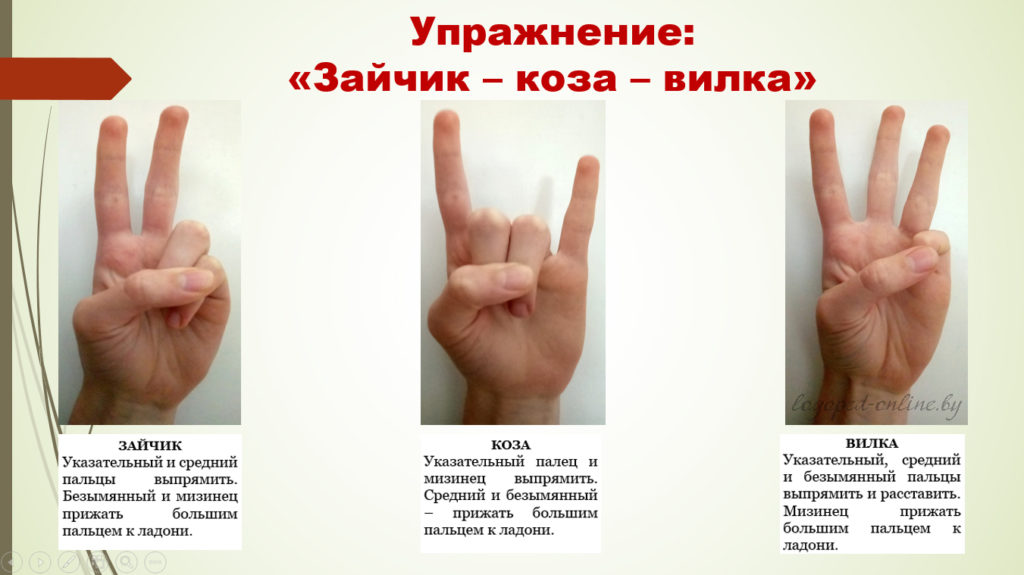 Упражнение:
«Зайчик – коза – вилка»
logoped-online.by
ЗАЙЧИК
Указательный и средний
пальцы выпрямить.
Безымянный и мизинец
прижать большим
пальцем к ладони.
КОЗА
Указательный палец и
мизинец выпрямить.
Средний и безымянный
– прижать большим
пальцем к ладони.
ВИЛКА
Указательный, средний
и безымянный пальцы
выпрямить и расставить.
Мизинец прижать
большим пальцем к
ладони.